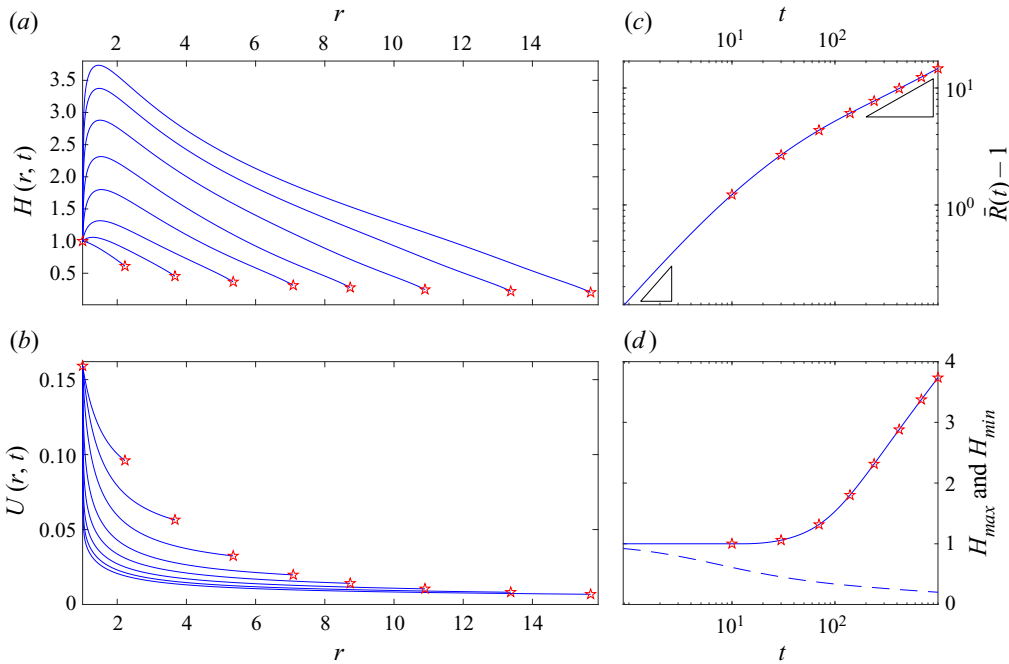 r
t
(a)
2 4 6 8 10 12 14
(c)
10¹ 10²
3.5
3.0
2.5
2.0
1.5
1.0
0.5
H (r, t)
10¹
10⁰
R̄(t) − 1
(b)
0.15
0.10
0.05
0
U (r, t)
2 4 6 8 10 12 14
r
(d)
4
3
2
1
0
H_max and H_min
10¹ 10²
t